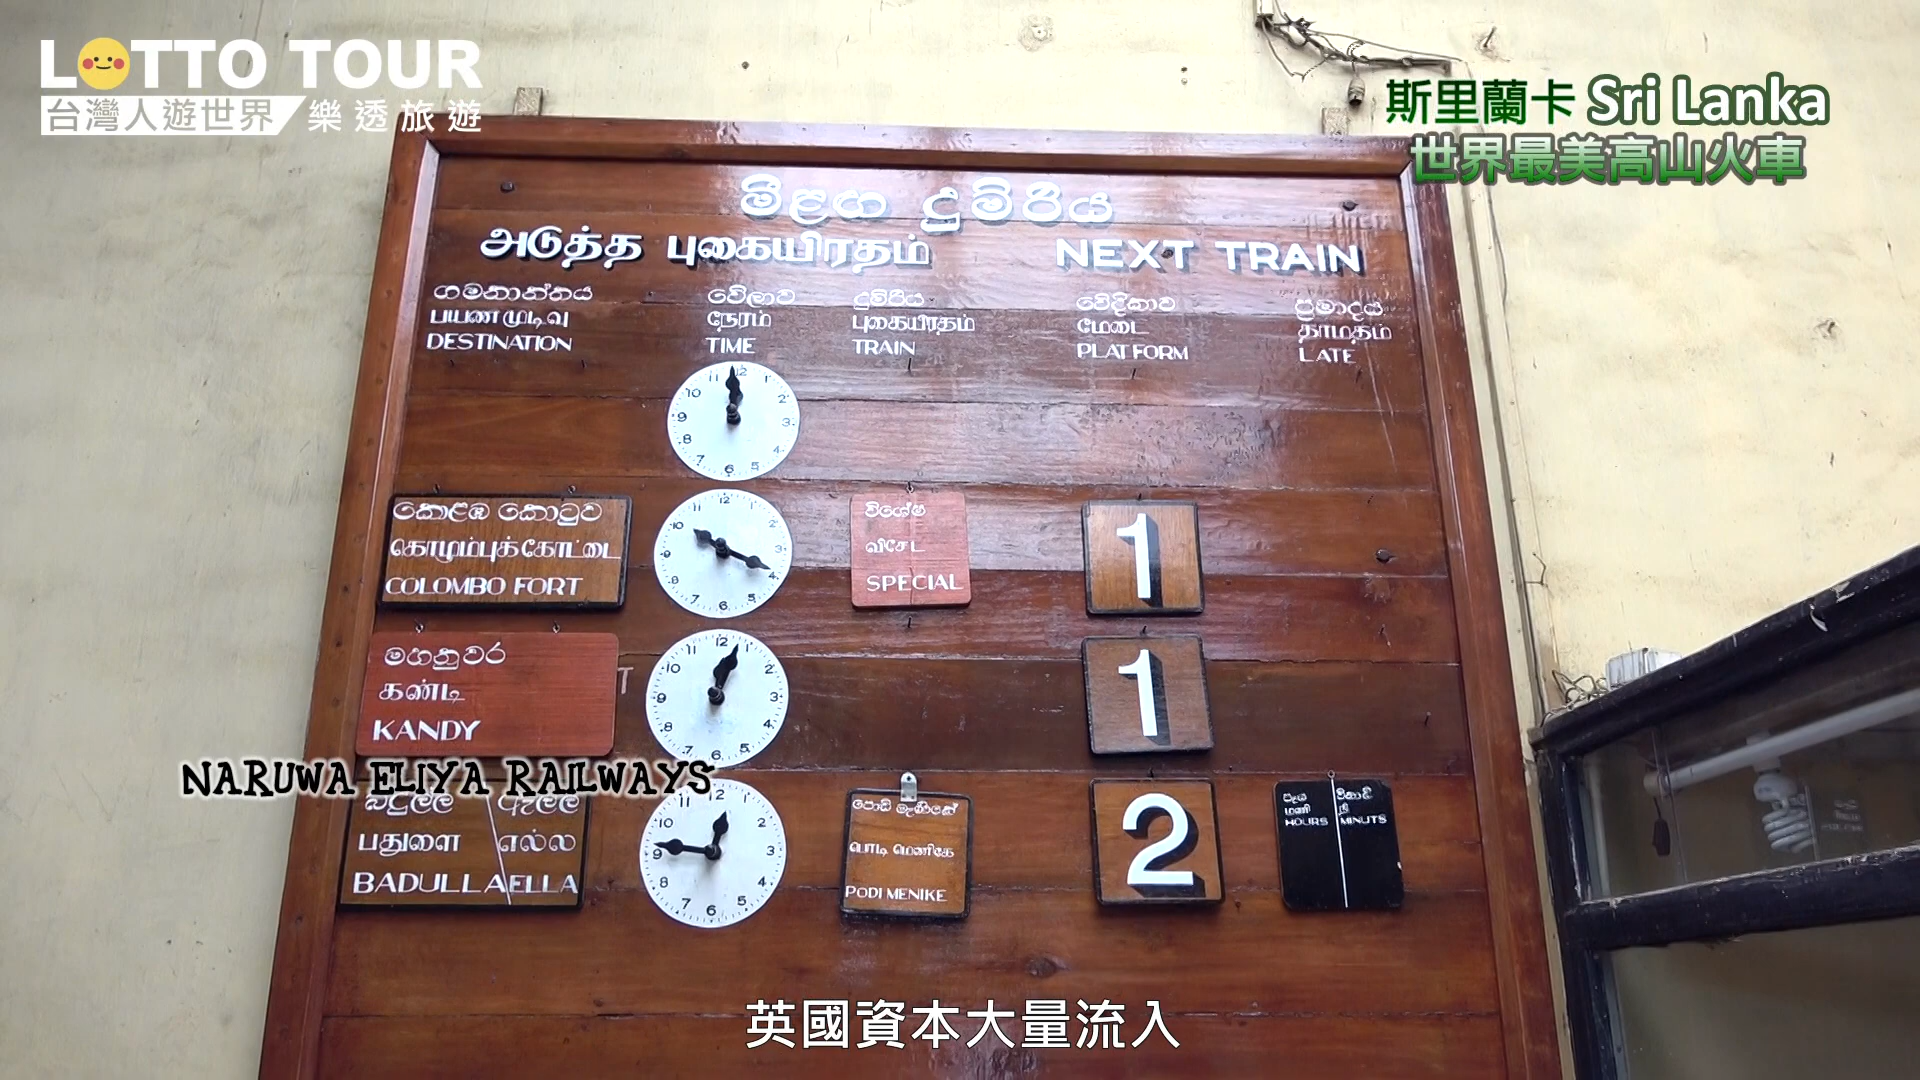 LOTTO TOUR
台灣人遊世界 樂透旅遊
斯里蘭卡 Sri Lanka
世界最美高山火車
මීළඟ දුම්රිය
அடுத்த புகையிரதம் NEXT TRAIN
ගමනාන්තය වේලාව දුම්රිය වේදිකාව ප්‍රමාදය
பயணமுடிவு நேரம் புகையிரதம் மேடை தாமதம்
DESTINATION TIME TRAIN PLATFORM LATE
කොළඹ කොටුව විශේෂ
கொழும்புக்கோட்டை விசேட
COLOMBO FORT SPECIAL
1
මහනුවර
கண்டி
KANDY
1
NARUWA ELIYA RAILWAYS
බදුල්ල ඇල්ල පොඩි මැණිකේ
பதுளை எல்ல பொடி மெணிகே
BADULLA ELLA PODI MENIKE
2
පැය විනාඩි
மணி நி
HOURS MINUTS
英國資本大量流入